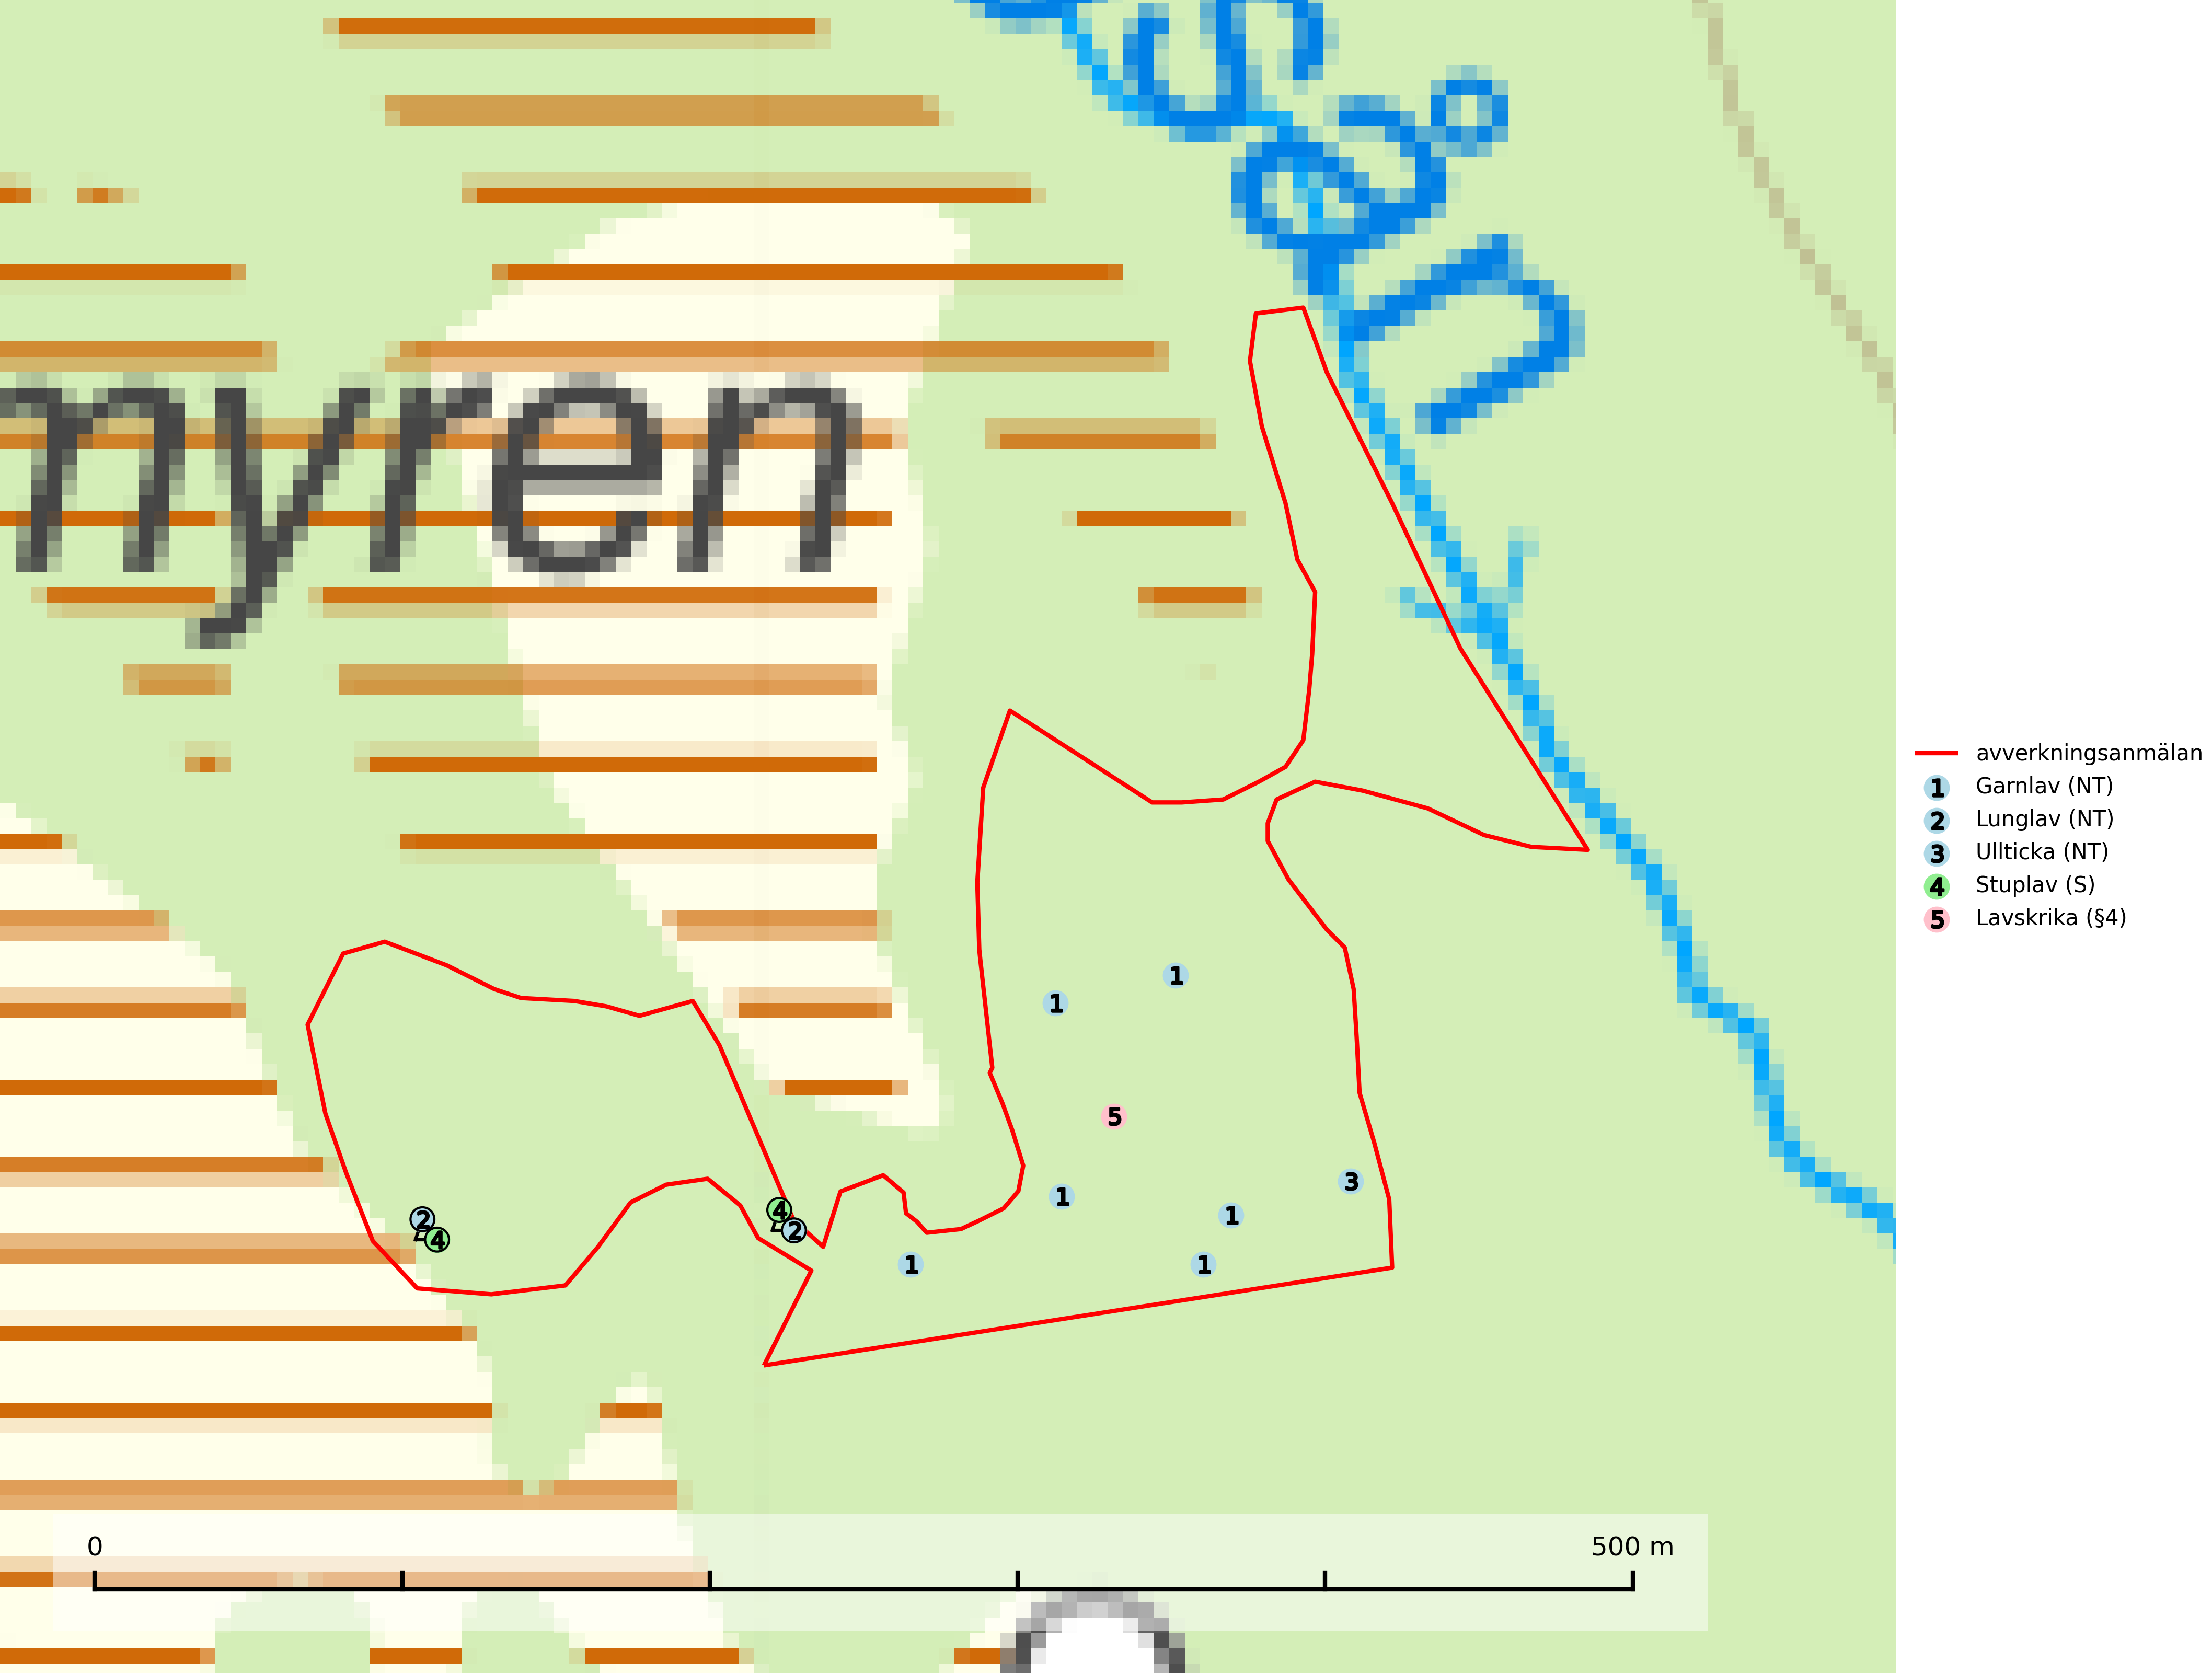 myren
avverkningsanmälan
1 Garnlav (NT)
2 Lunglav (NT)
3 Ullticka (NT)
4 Stuplav (S)
5 Lavskrika (§4)
1
1
5
1
3
1
4
2
2
4
1
1
0 500 m